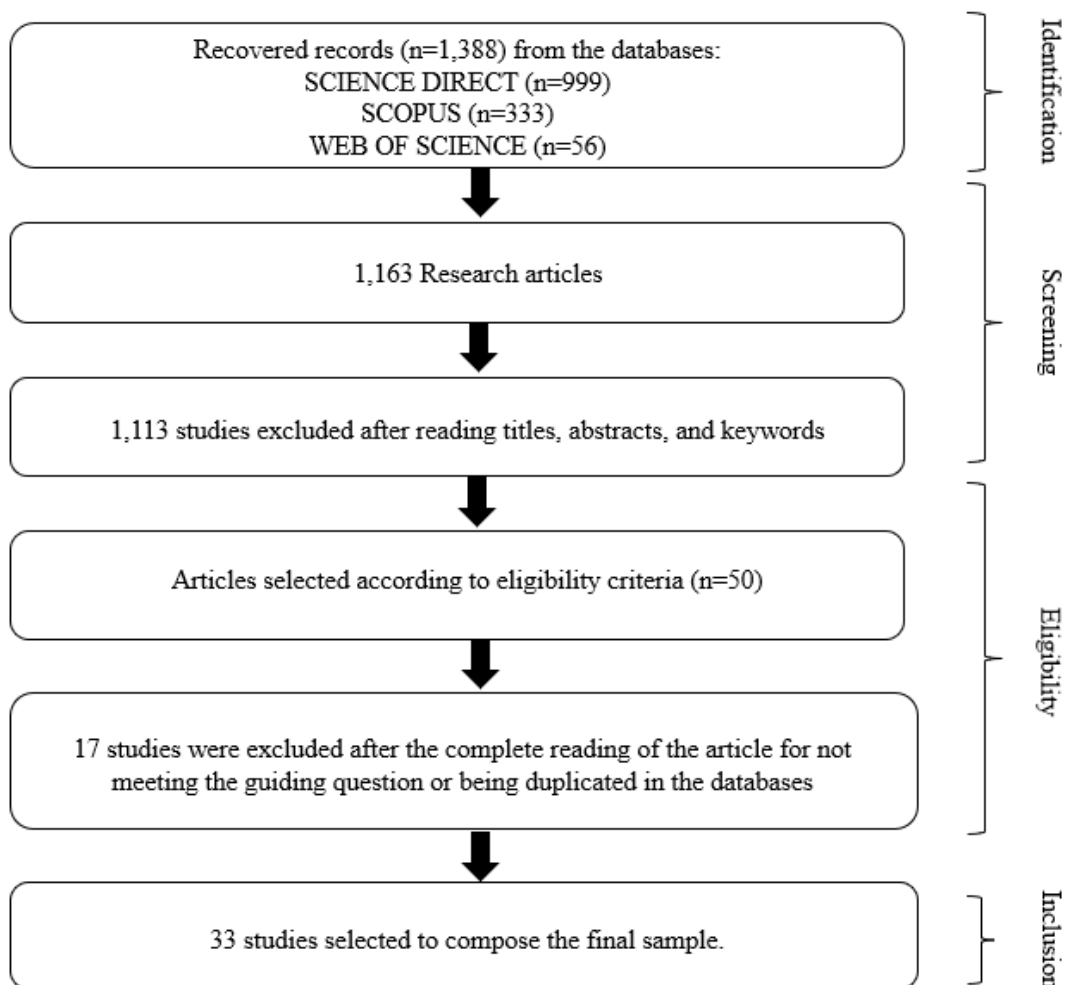 Recovered records (n=1,388) from the databases:
SCIENCE DIRECT (n=999)
SCOPUS (n=333)
WEB OF SCIENCE (n=56)
Identification
1,163 Research articles
1,113 studies excluded after reading titles, abstracts, and keywords
Screening
Articles selected according to eligibility criteria (n=50)
17 studies were excluded after the complete reading of the article for not
meeting the guiding question or being duplicated in the databases
Eligibility
33 studies selected to compose the final sample.
Inclusion